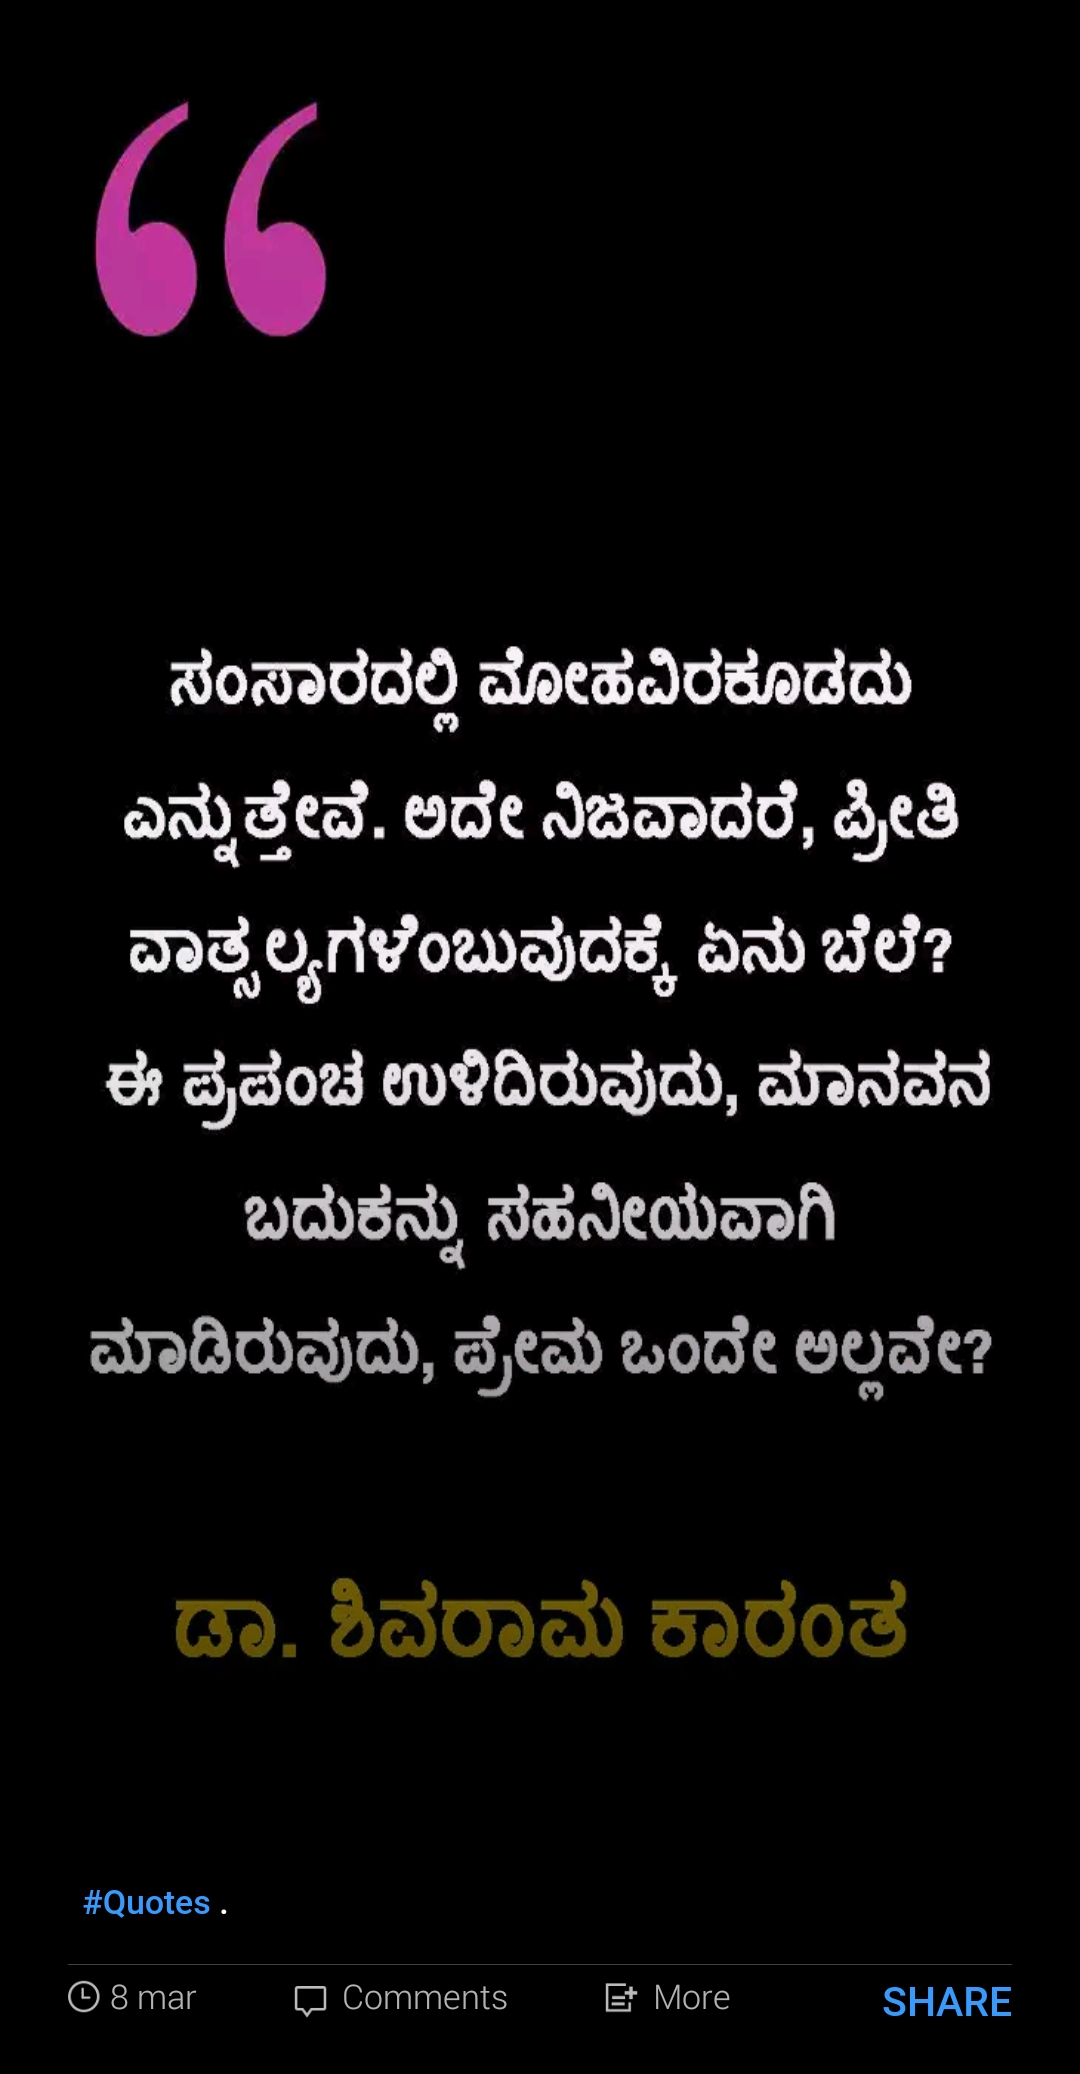 “
ಸಂಸಾರದಲ್ಲಿ ಮೋಹವಿರಕೂಡದು
ಎನ್ನುತ್ತೇವೆ. ಅದೇ ನಿಜವಾದರೆ, ಪ್ರೀತಿ
ವಾತ್ಸಲ್ಯಗಳೆಂಬುವುದಕ್ಕೆ ಏನು ಬೆಲೆ?
ಈ ಪ್ರಪಂಚ ಉಳಿದಿರುವುದು, ಮಾನವನ
ಬದುಕನ್ನು ಸಹನೀಯವಾಗಿ
ಮಾಡಿರುವುದು, ಪ್ರೇಮ ಒಂದೇ ಅಲ್ಲವೇ?
ಡಾ. ಶಿವರಾಮ ಕಾರಂತ
#Quotes .
8 mar Comments More SHARE